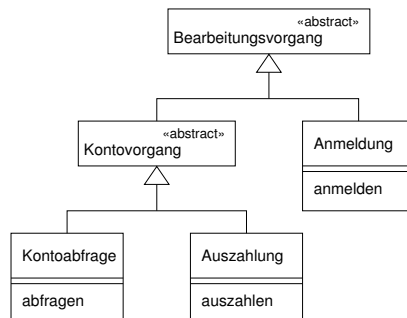 «abstract»
Bearbeitungsvorgang
«abstract»
Kontovorgang
Anmeldung
anmelden
Kontoabfrage
abfragen
Auszahlung
auszahlen